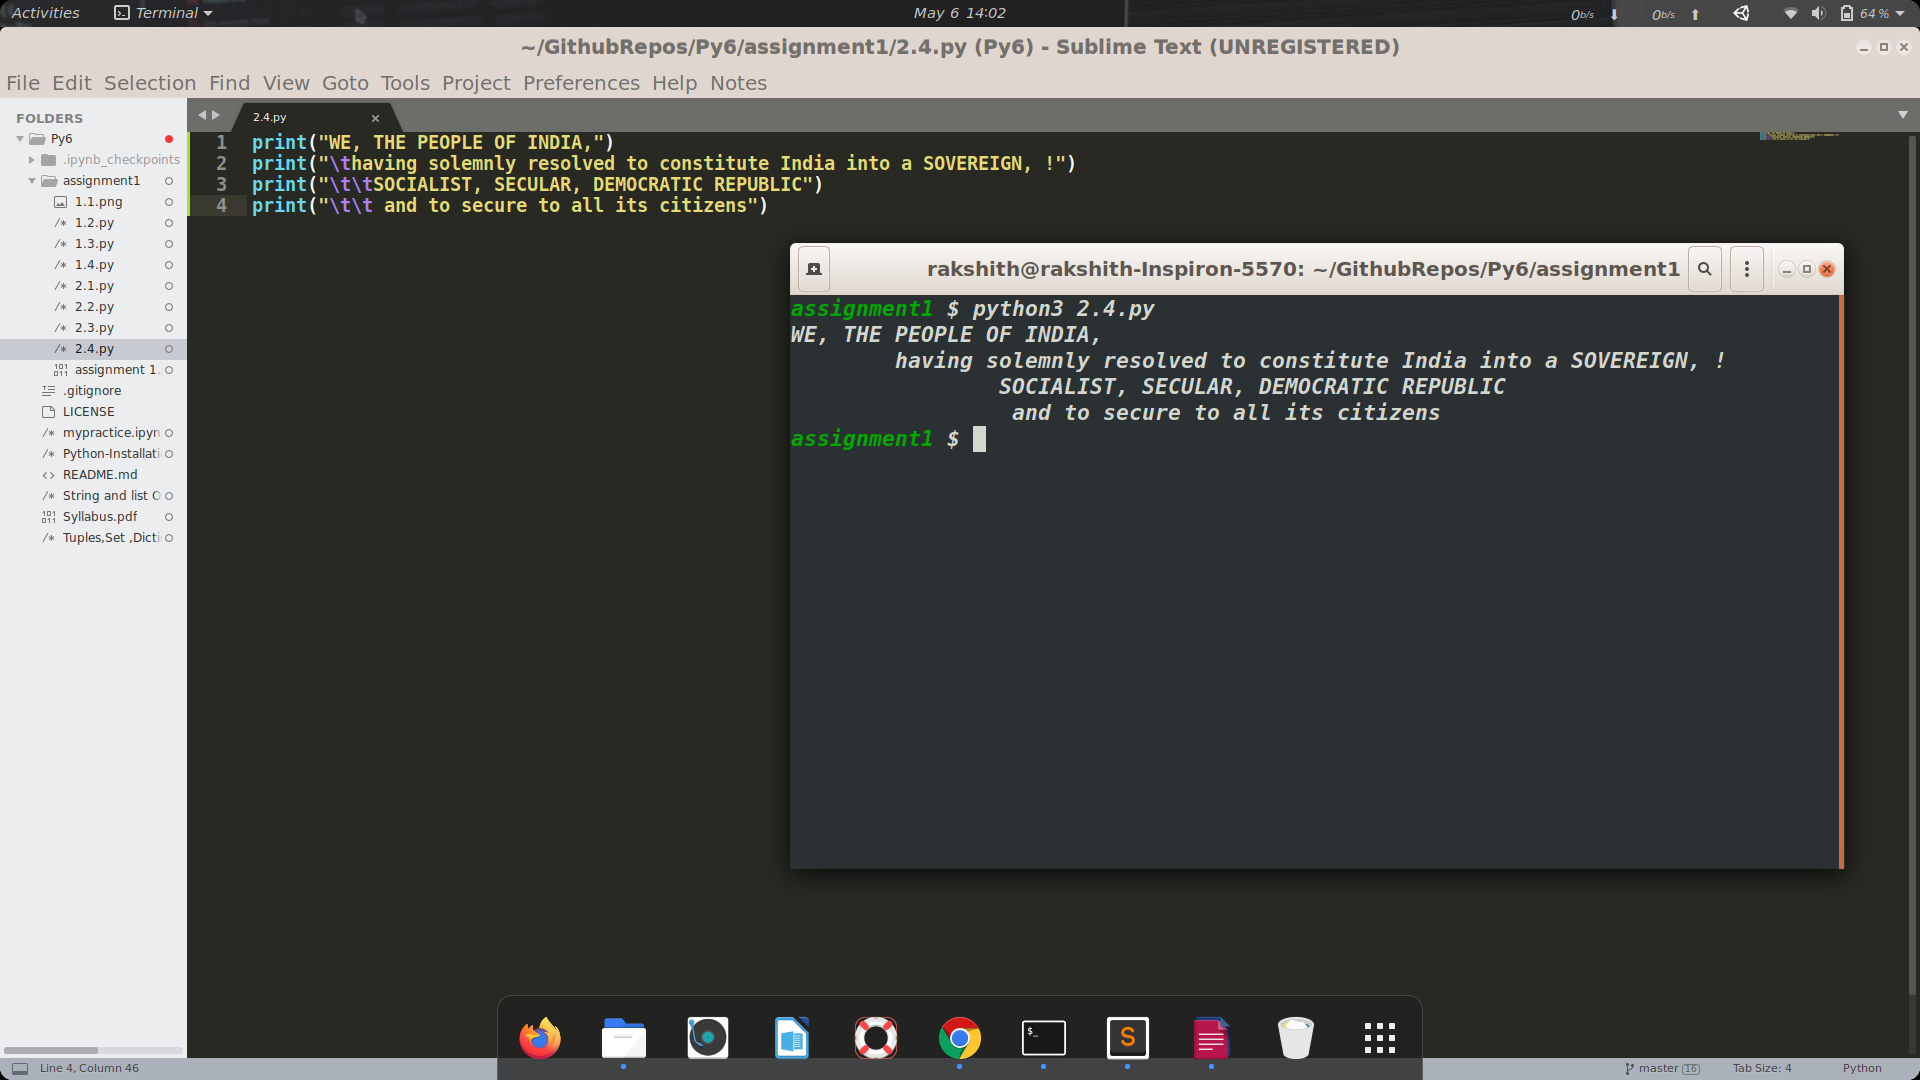 Activities Terminal May 6 14:02 0b/s 0b/s 64 %
~/GithubRepos/Py6/assignment1/2.4.py (Py6) - Sublime Text (UNREGISTERED)
File Edit Selection Find View Goto Tools Project Preferences Help Notes
FOLDERS
Py6
.ipynb_checkpoints
assignment1
1.1.png
1.2.py
1.3.py
1.4.py
2.1.py
2.2.py
2.3.py
2.4.py
assignment 1.
.gitignore
LICENSE
mypractice.ipyn
Python-Installati
README.md
String and list
Syllabus.pdf
Tuples,Set ,Dicti
2.4.py
1 print("WE, THE PEOPLE OF INDIA,")
2 print("\thaving solemnly resolved to constitute India into a SOVEREIGN, !")
3 print("\t\tSOCIALIST, SECULAR, DEMOCRATIC REPUBLIC")
4 print("\t\t and to secure to all its citizens")
rakshith@rakshith-Inspiron-5570: ~/GithubRepos/Py6/assignment1
assignment1 $ python3 2.4.py
WE, THE PEOPLE OF INDIA,
having solemnly resolved to constitute India into a SOVEREIGN, !
SOCIALIST, SECULAR, DEMOCRATIC REPUBLIC
and to secure to all its citizens
assignment1 $
$_
S
Line 4, Column 46 master 16 Tab Size: 4 Python